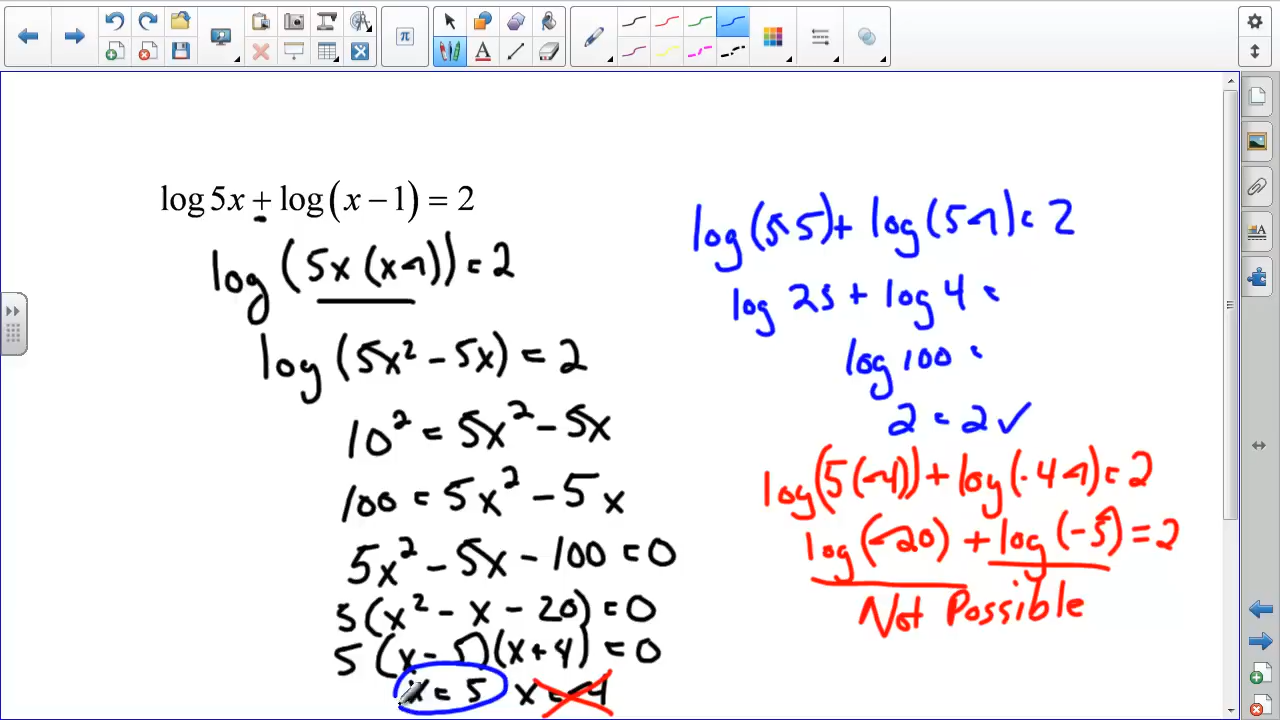 log 5x + log(x − 1) = 2
log (5x (x-1)) = 2
log (5x² - 5x) = 2
10² = 5x² - 5x
100 = 5x² - 5x
5x² - 5x - 100 = 0
5(x² - x - 20) = 0
5 (x - 5)(x + 4) = 0
x = 5 x = -4
log(5·5) + log(5-1) = 2
log 25 + log 4 =
log 100 =
2 = 2 ✓
log(5(-4)) + log(-4-1) = 2
log(-20) + log(-5) = 2
Not Possible